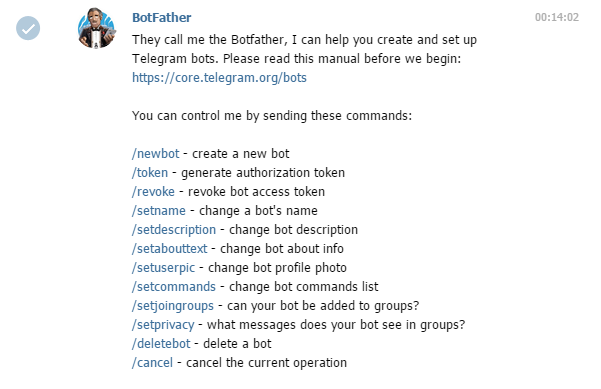 BotFather 00:14:02
They call me the Botfather, I can help you create and set up
Telegram bots. Please read this manual before we begin:
https://core.telegram.org/bots
You can control me by sending these commands:
/newbot - create a new bot
/token - generate authorization token
/revoke - revoke bot access token
/setname - change a bot's name
/setdescription - change bot description
/setabouttext - change bot about info
/setuserpic - change bot profile photo
/setcommands - change bot commands list
/setjoingroups - can your bot be added to groups?
/setprivacy - what messages does your bot see in groups?
/deletebot - delete a bot
/cancel - cancel the current operation